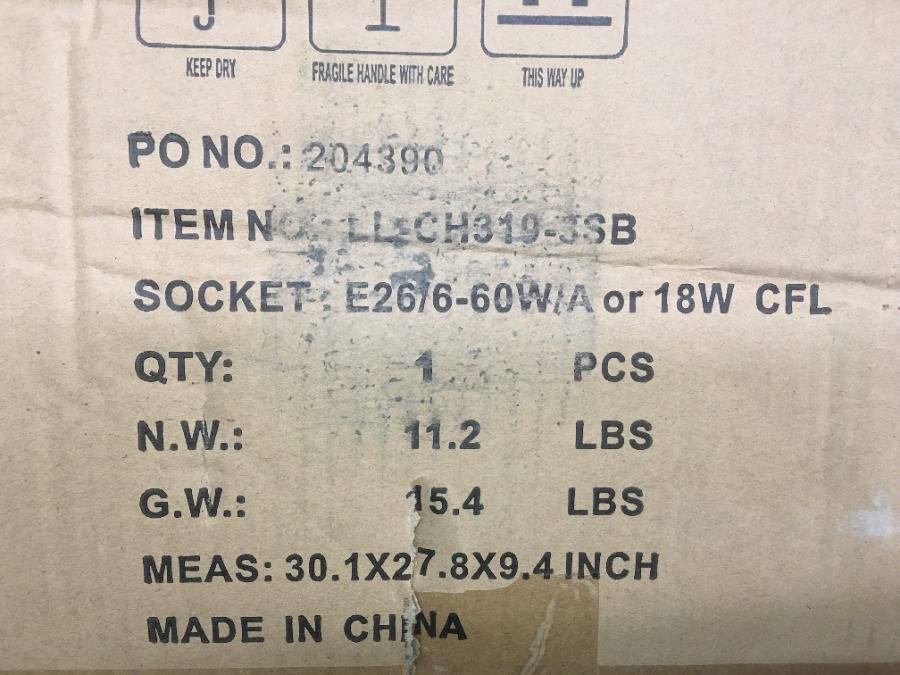 KEEP DRY FRAGILE HANDLE WITH CARE THIS WAY UP
PO NO.: 204390
ITEM NO.: LL-CH319-3SB
SOCKET: E26/6-60W/A or 18W CFL
QTY: 1 PCS
N.W.: 11.2 LBS
G.W.: 15.4 LBS
MEAS: 30.1X27.8X9.4 INCH
MADE IN CHINA